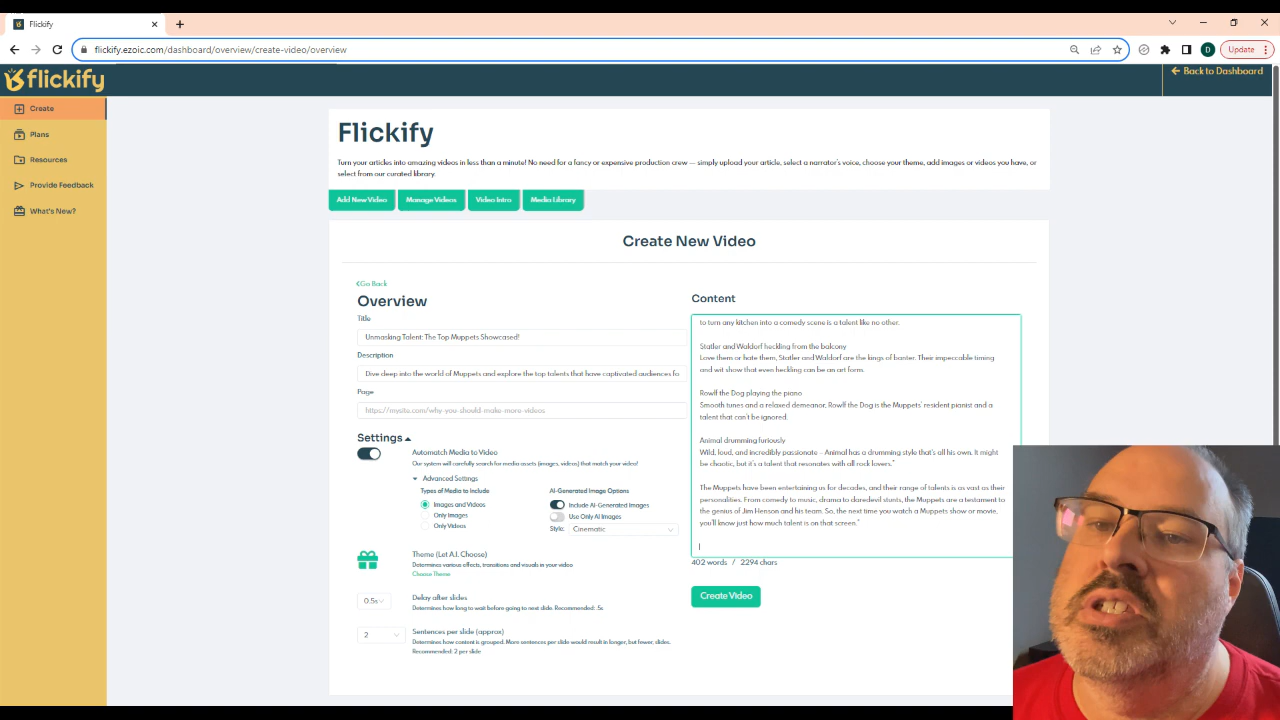 Flickify
flickify.ezoic.com/dashboard/overview/create-video/overview
D
Update
flickify
Back to Dashboard
Create
Plans
Resources
Provide Feedback
What's New?
Flickify
Turn your articles into amazing videos in less than a minute! No need for a fancy or expensive production crew — simply upload your article, select a narrator's voice, choose your theme, add images or videos you have, or
select from our curated library.
Add New Video
Manage Videos
Video Intro
Media Library
Create New Video
Go Back
Overview
Title
Unmasking Talent: The Top Muppets Showcased!
Description
Dive deep into the world of Muppets and explore the top talents that have captivated audiences fo
Page
https://mysite.com/why-you-should-make-more-videos
Settings
Automatch Media to Video
Our system will carefully search for media assets (images, videos) that match your video!
Advanced Settings
Types of Media to Include
Images and Videos
Only Images
Only Videos
AI-Generated Image Options
Include AI-Generated Images
Use Only AI Images
Style: Cinematic
Theme (Let A.I. Choose)
Determines various effects, transitions and visuals in your video
Choose Theme
0.5s
Delay after slides
Determines how long to wait before going to next slide. Recommended: .5s
2
Sentences per slide (approx)
Determines how content is grouped. More sentences per slide would result in longer, but fewer, slides.
Recommended: 2 per slide
Content
to turn any kitchen into a comedy scene is a talent like no other.
Statler and Waldorf heckling from the balcony
Love them or hate them, Statler and Waldorf are the kings of banter. Their impeccable timing
and wit show that even heckling can be an art form.
Rowlf the Dog playing the piano
Smooth tunes and a relaxed demeanor, Rowlf the Dog is the Muppets' resident pianist and a
talent that can't be ignored.
Animal drumming furiously
Wild, loud, and incredibly passionate – Animal has a drumming style that's all his own. It might
be chaotic, but it's a talent that resonates with all rock lovers."
The Muppets have been entertaining us for decades, and their range of talents is as vast as their
personalities. From comedy to music, drama to daredevil stunts, the Muppets are a testament to
the genius of Jim Henson and his team. So, the next time you watch a Muppets show or movie,
you'll know just how much talent is on that screen."
402 words / 2294 chars
Create Video